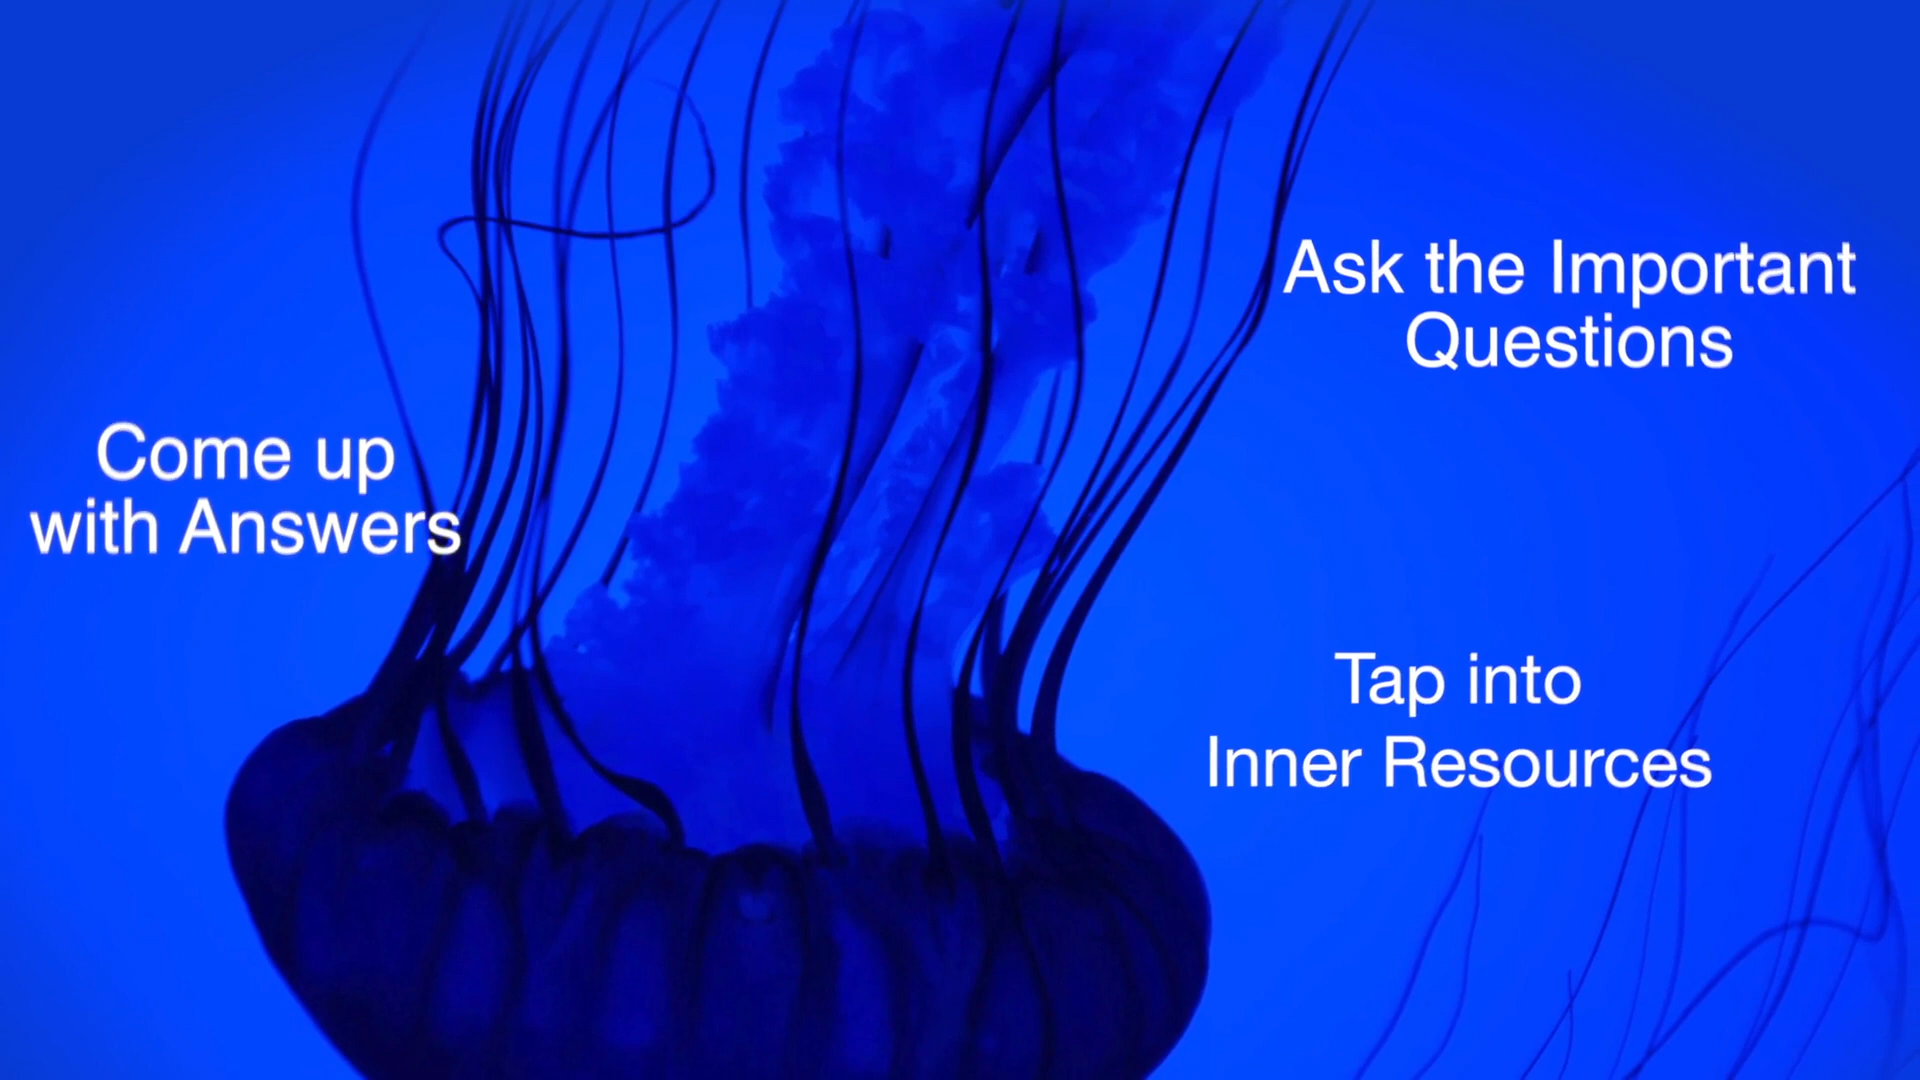 Ask the Important
Questions
Come up
with Answers
Tap into
Inner Resources